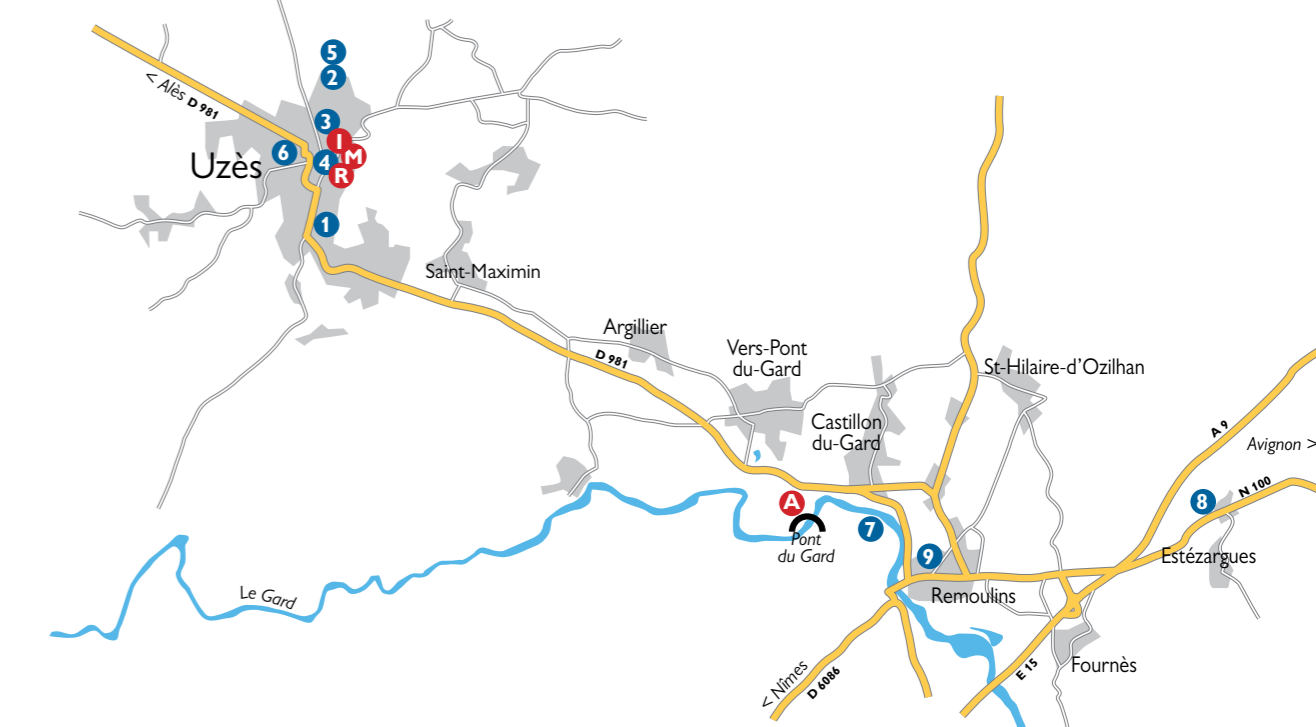 5
2
< Alès D 981
3
I
6
Uzès
4
M
R
1
Saint-Maximin
Argillier
D 981
Vers-Pont
du-Gard
St-Hilaire-d'Ozilhan
Castillon
du-Gard
A 9
Avignon >
N 100
8
A
7
Pont
du Gard
9
Estézargues
Le Gard
Remoulins
Fournès
E 15
< Nîmes
D 6086